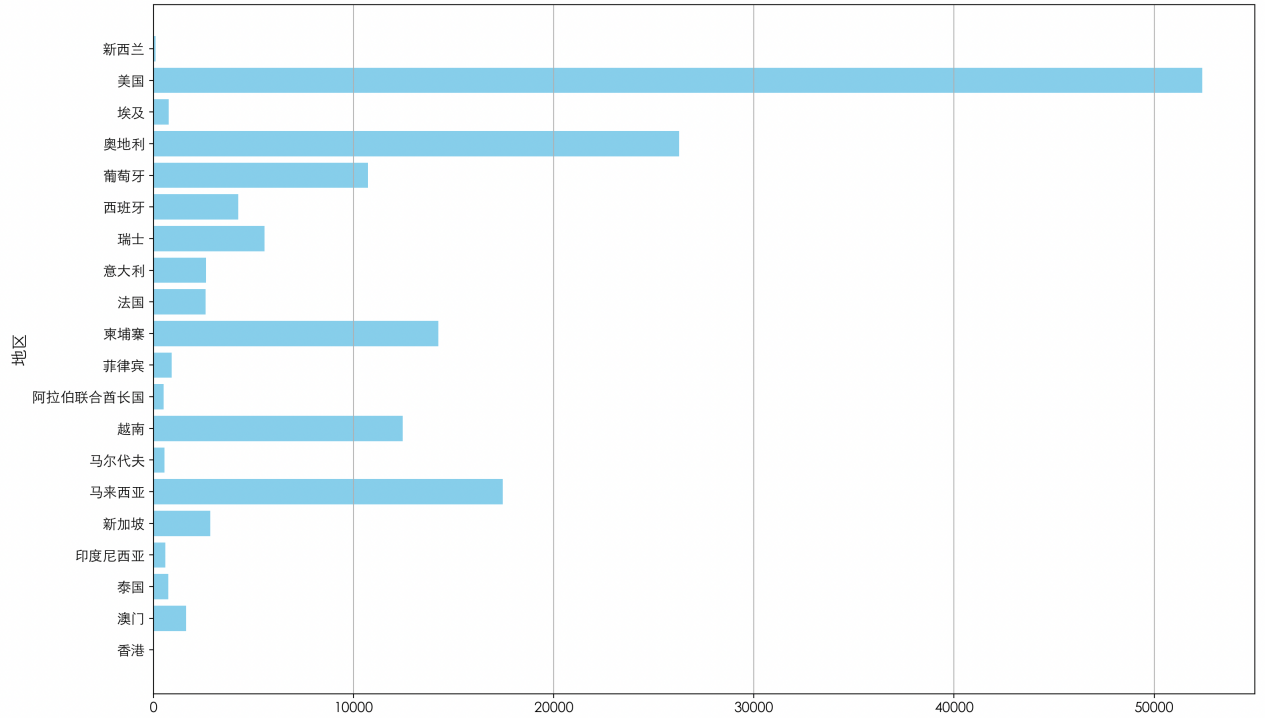 新西兰
美国
埃及
奥地利
葡萄牙
西班牙
瑞士
意大利
法国
柬埔寨
菲律宾
阿拉伯联合酋长国
越南
马尔代夫
马来西亚
新加坡
印度尼西亚
泰国
澳门
香港
地区
0 10000 20000 30000 40000 50000